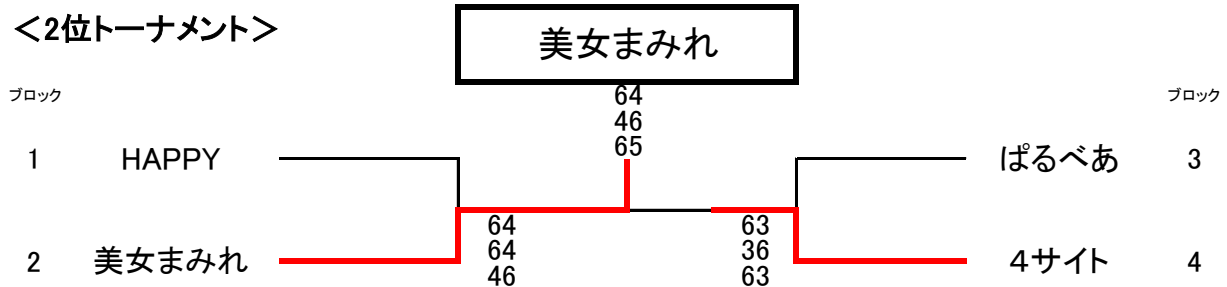 ＜2位トーナメント＞
美女まみれ
64
46
65
ブロック
ブロック
1 HAPPY
ぱるべあ 3
64
64
46
63
36
63
2 美女まみれ
４サイト 4